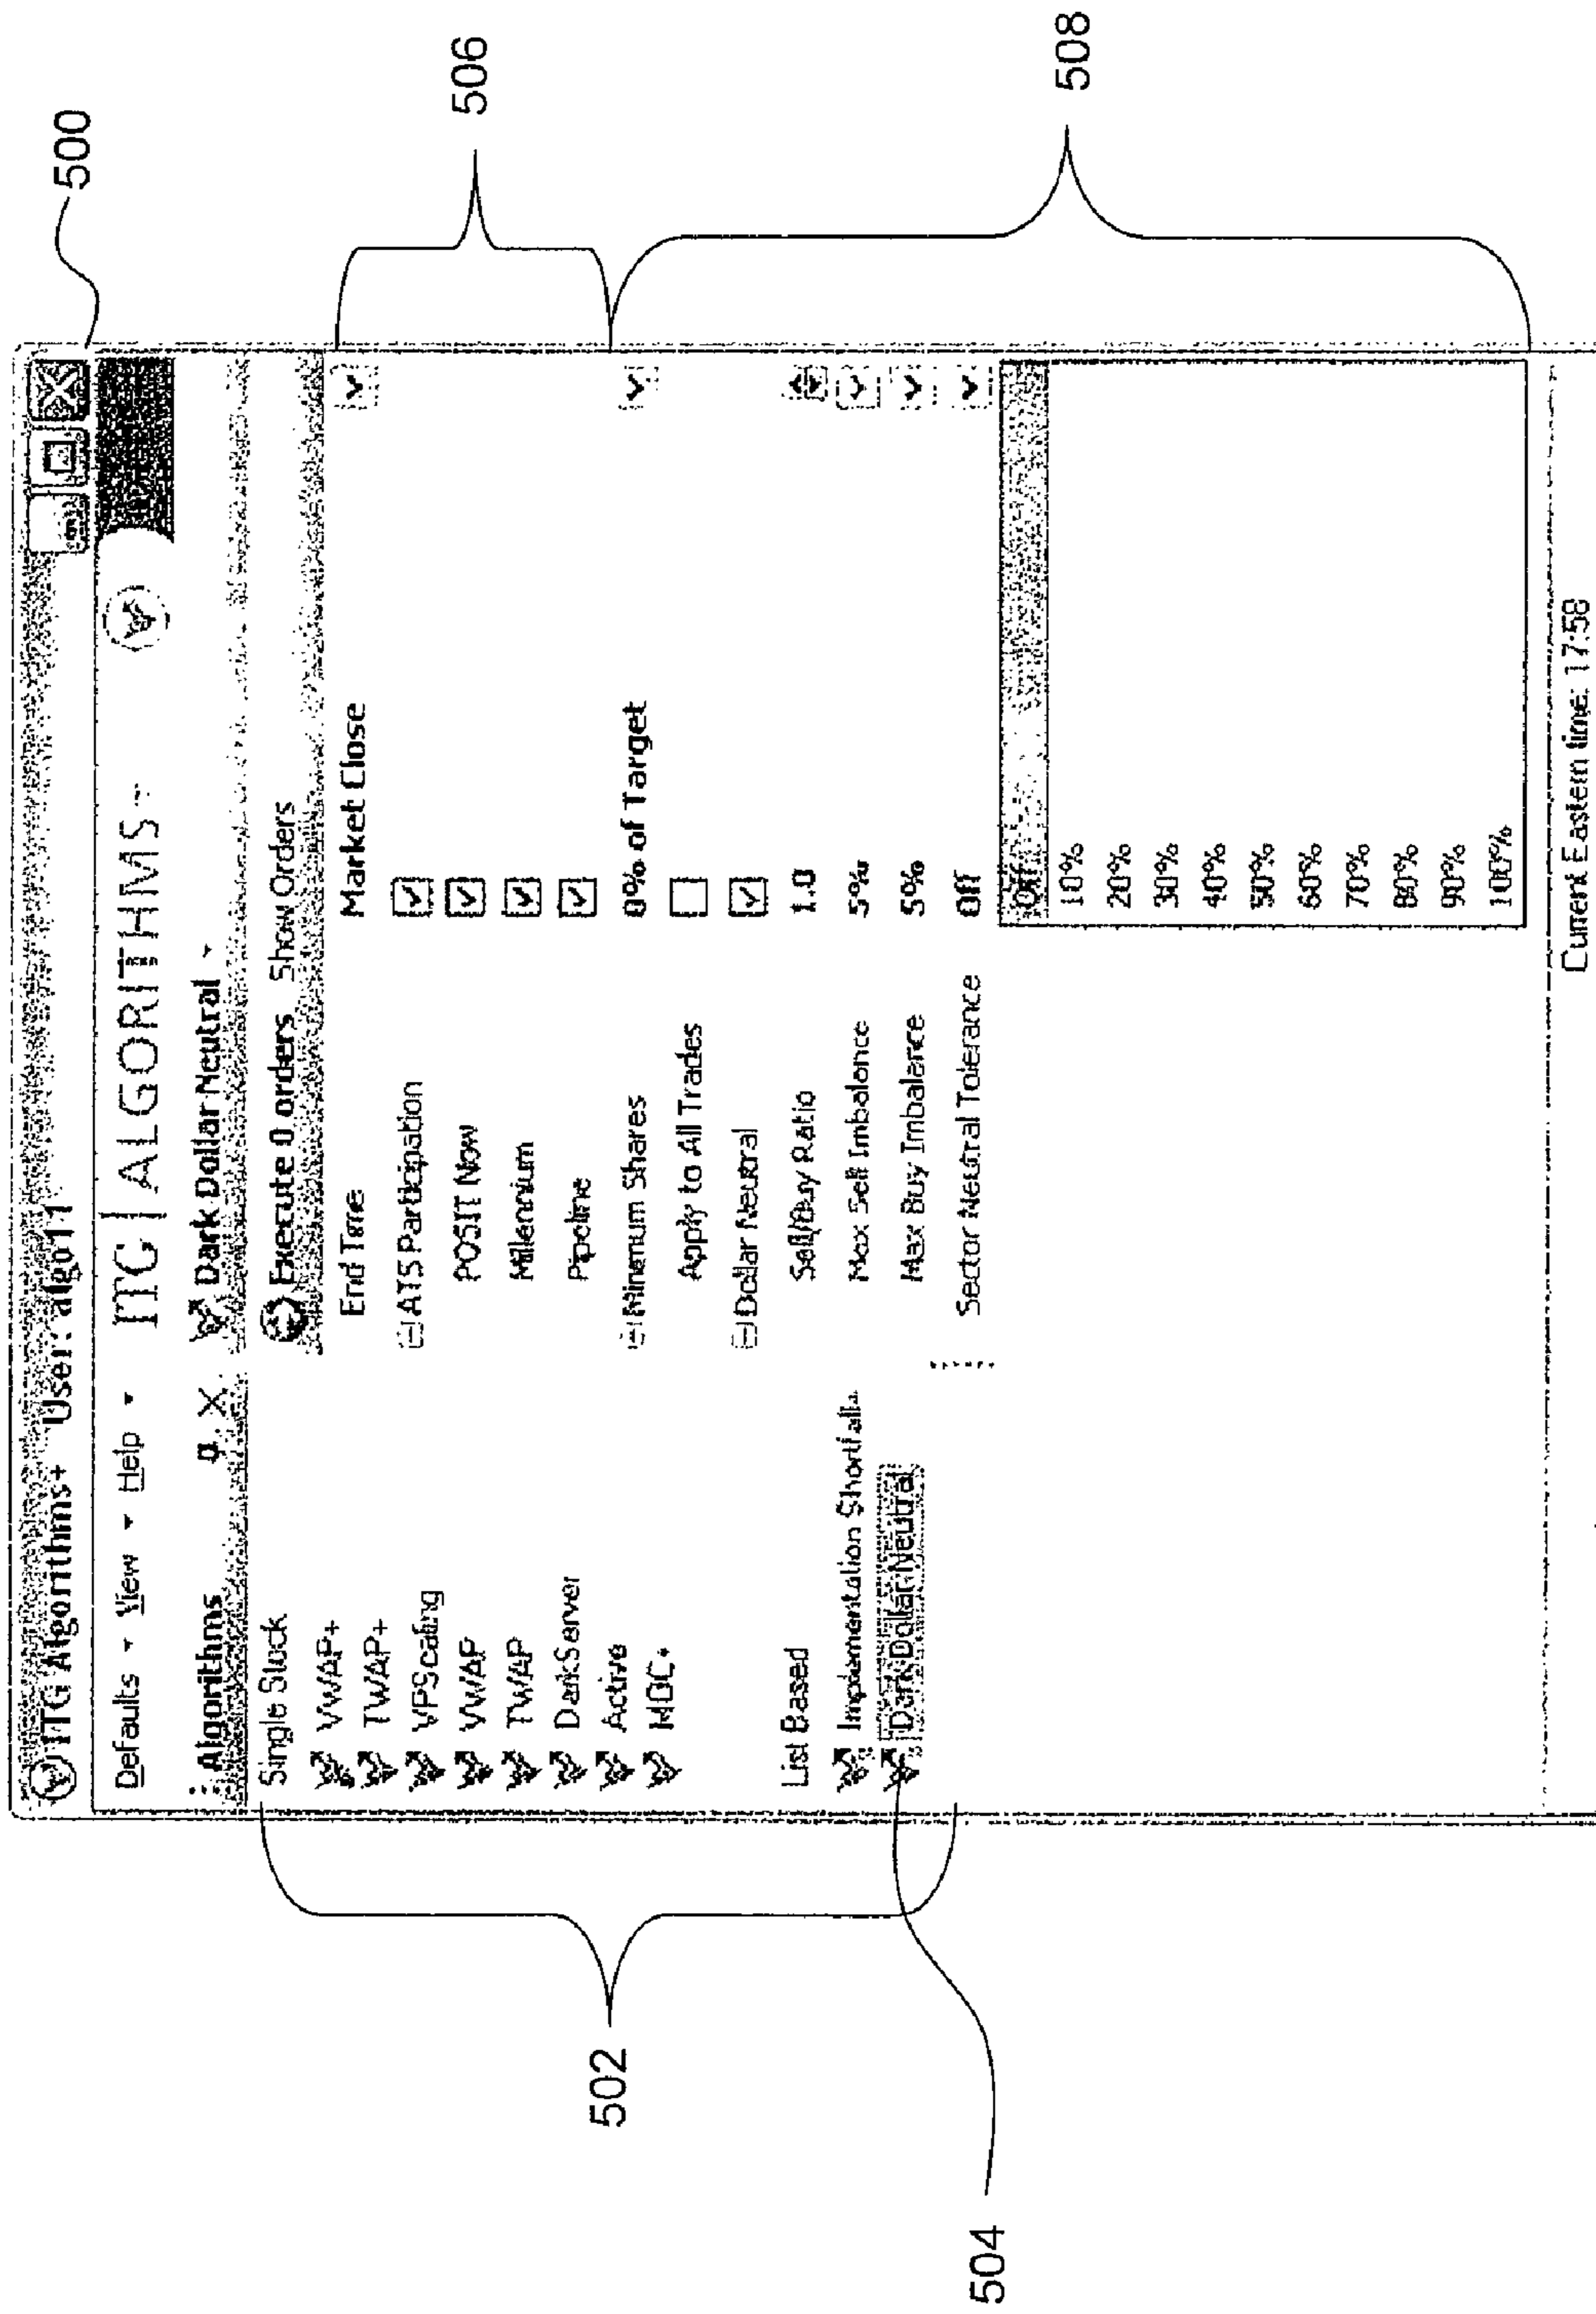 500
ITG Algorithms+ User: algo11
Defaults View Help
ITG | ALGORITHMS+
Algorithms
Dark Dollar Neutral
Single Stock
Execute 0 orders Show Orders
VWAP+
TWAP+
VPScaling
VWAP
TWAP
DarkServer
Active
MOC+
List Based
Implementation Shortfall
Dark Dollar Neutral
End Time Market Close
ATS Participation
POSIT Now
Millennium
Pipeline
Minimum Shares 0% of Target
Apply to All Trades
Dollar Neutral
Sell/Buy Ratio 1.0
Max Sell Imbalance 5%
Max Buy Imbalance 5%
Sector Neutral Tolerance Off
Off
10%
20%
30%
40%
50%
60%
70%
80%
90%
100%
Current Eastern time: 17:58
502
504
506
508